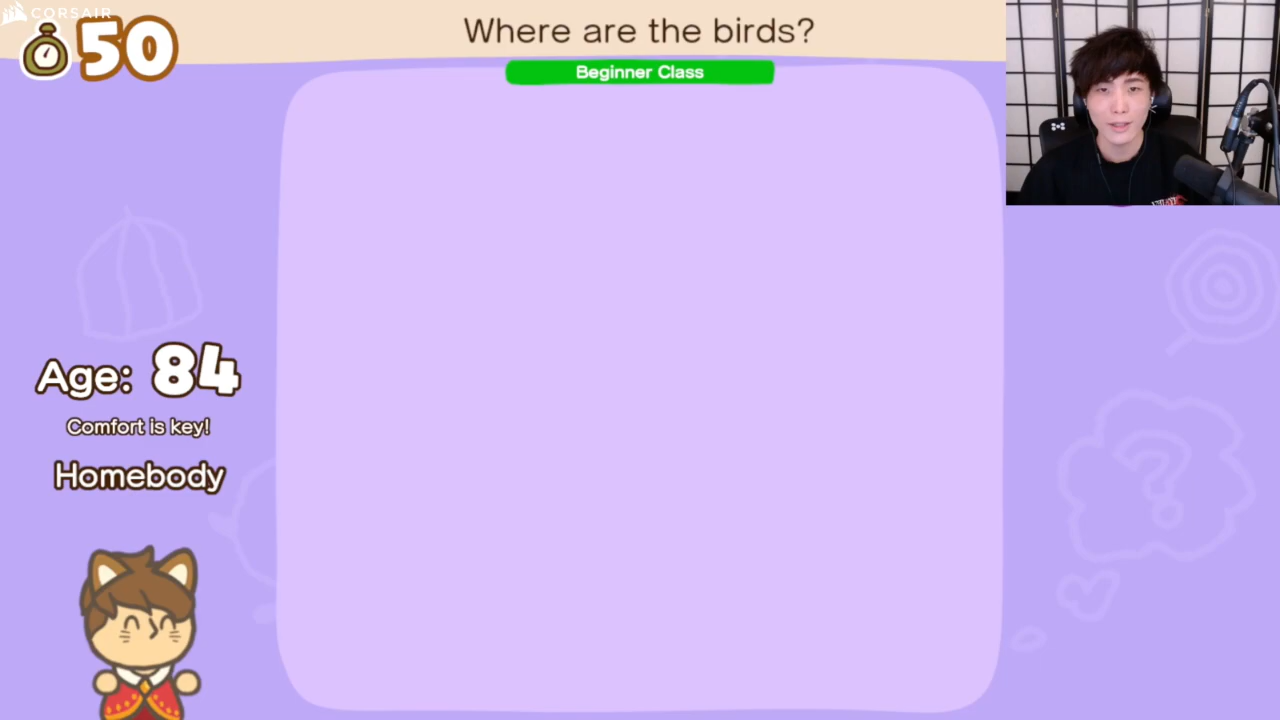 CORSAIR
50
Where are the birds?
Beginner Class
Age: 84
Comfort is key!
Homebody